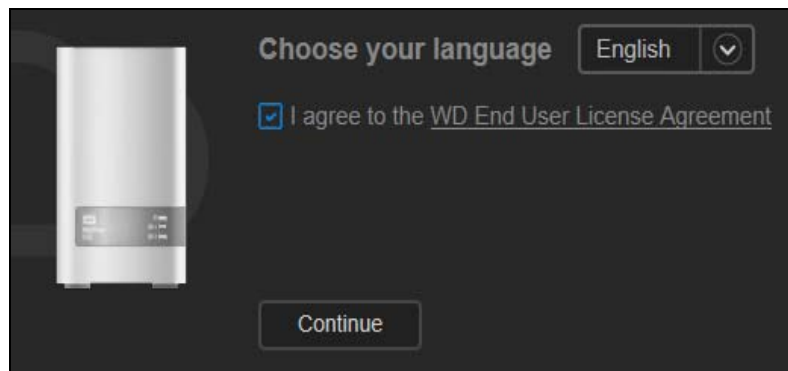 Choose your language English
I agree to the WD End User License Agreement
Continue